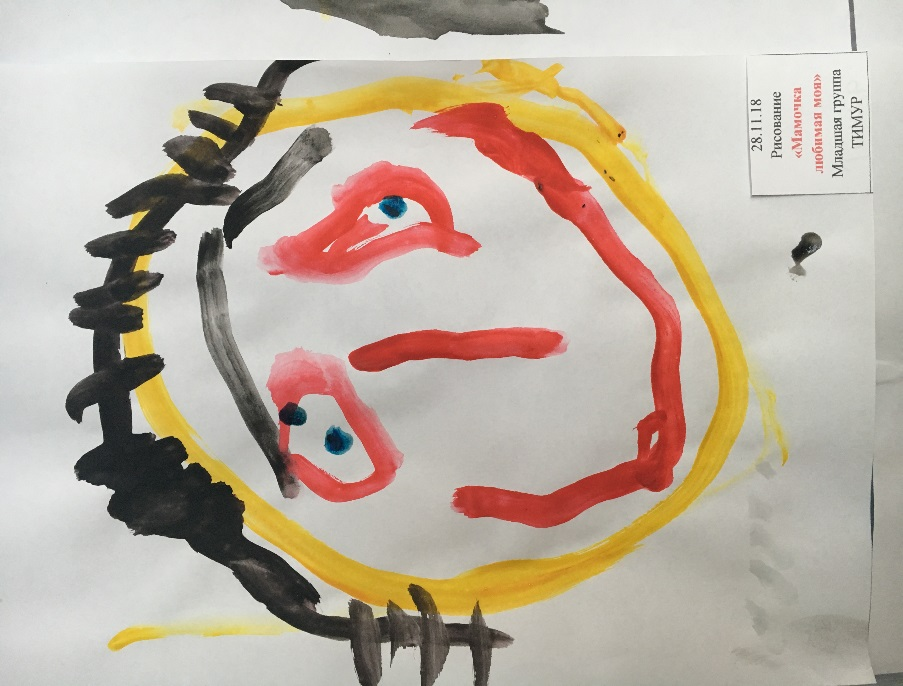 28.11.18
Рисование
«Мамочка
любимая моя»
Младшая группа
ТИМУР